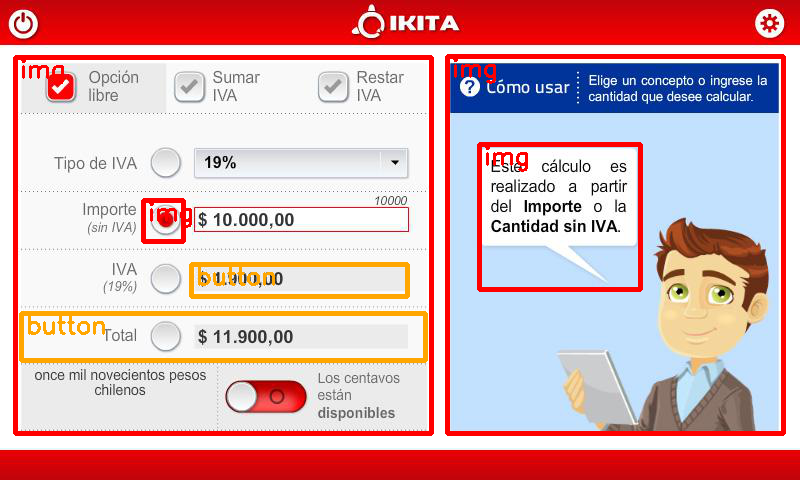 IKITA
img
Opción libre
Sumar IVA
Restar IVA
Tipo de IVA
19%
Importe
(sin IVA)
10000
img
$ 10.000,00
IVA
(19%)
button
$ 1.900,00
button
Total
$ 11.900,00
once mil novecientos pesos
chilenos
Los centavos
están
disponibles
img
? Cómo usar
Elige un concepto o ingrese la
cantidad que desee calcular.
img
Este cálculo es
realizado a partir
del Importe o la
Cantidad sin IVA.